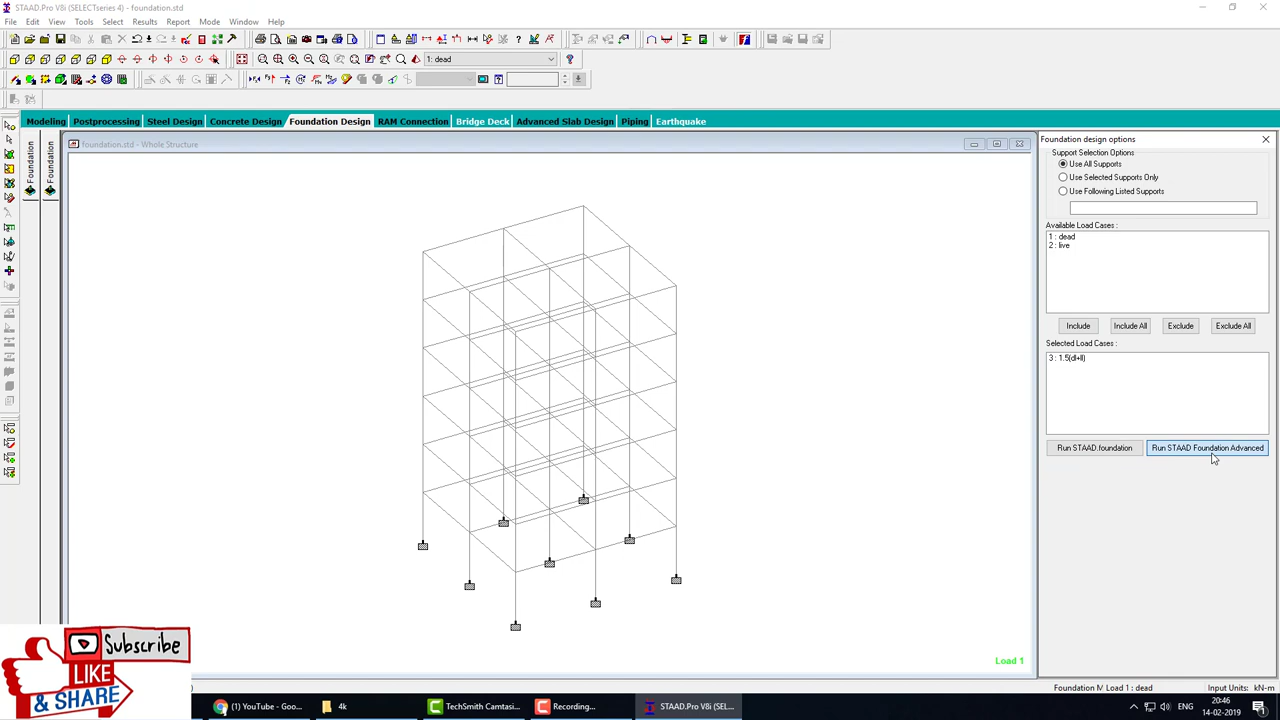 STAAD.Pro V8i (SELECTseries 4) - foundation.std
File Edit View Tools Select Results Report Mode Window Help
1: dead
Modeling Postprocessing Steel Design Concrete Design Foundation Design RAM Connection Bridge Deck Advanced Slab Design Piping Earthquake
Foundation
Foundation
foundation.std - Whole Structure
Load 1
Foundation design options
Support Selection Options
Use All Supports
Use Selected Supports Only
Use Following Listed Supports
Available Load Cases :
1 : dead
2 : live
Include Include All Exclude Exclude All
Selected Load Cases :
3 : 1.5(dl+ll)
Run STAAD.foundation Run STAAD Foundation Advanced
Subscribe
LIKE
& SHARE
Foundation M Load 1 : dead Input Units: kN-m
(1) YouTube - Goo...
4k
TechSmith Camtasi...
Recording...
STAAD.Pro V8i (SEL...
ENG
20:46
14-02-2019